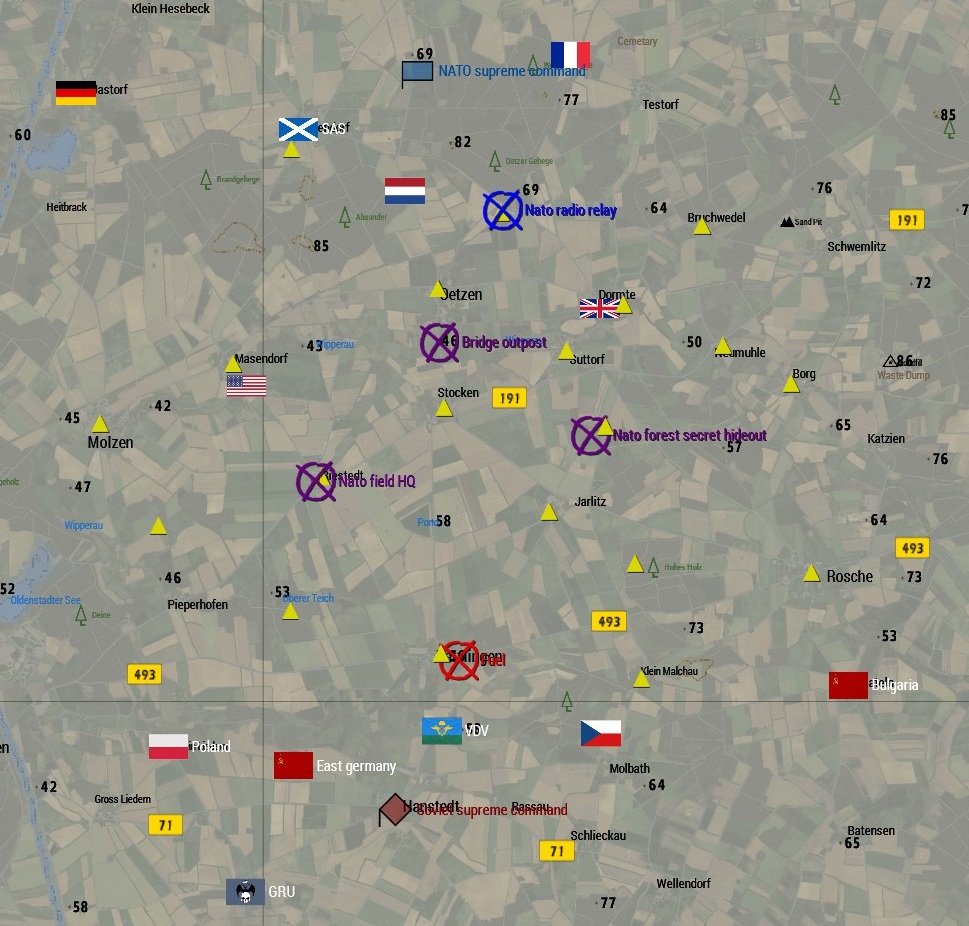 Klein Hesebeck
Cemetary
69
NATO supreme command
77
Testorf
85
60
82
SAS
Oetzer Gehege
Brandgehege
69
76
Heitbrack
Nato radio relay
64
Bruchwedel
Sand Pit
191
7
85
Schwemlitz
72
Oetzen
Dormte
43
Wipperau
46
Bridge outpost
50
Masendorf
Suttorf
86
Waste Dump
Borg
Stocken
191
42
45
65
Molzen
Nato forest secret hideout
57
Katzien
76
Nato field HQ
47
Jarlitz
58
64
Wipperau
493
Hohes Holz
46
Rosche
73
52
Oldenstadter See
53
Oberer Teich
Pieperhofen
Deine
493
73
53
Fuel
493
Klein Malchau
Bulgaria
VDV
Poland
en
East germany
Molbath
64
42
Gross Liedern
Hanstedt
Soviet supreme command
Rassau
71
Schlieckau
Batensen
65
71
Wellendorf
GRU
77
58